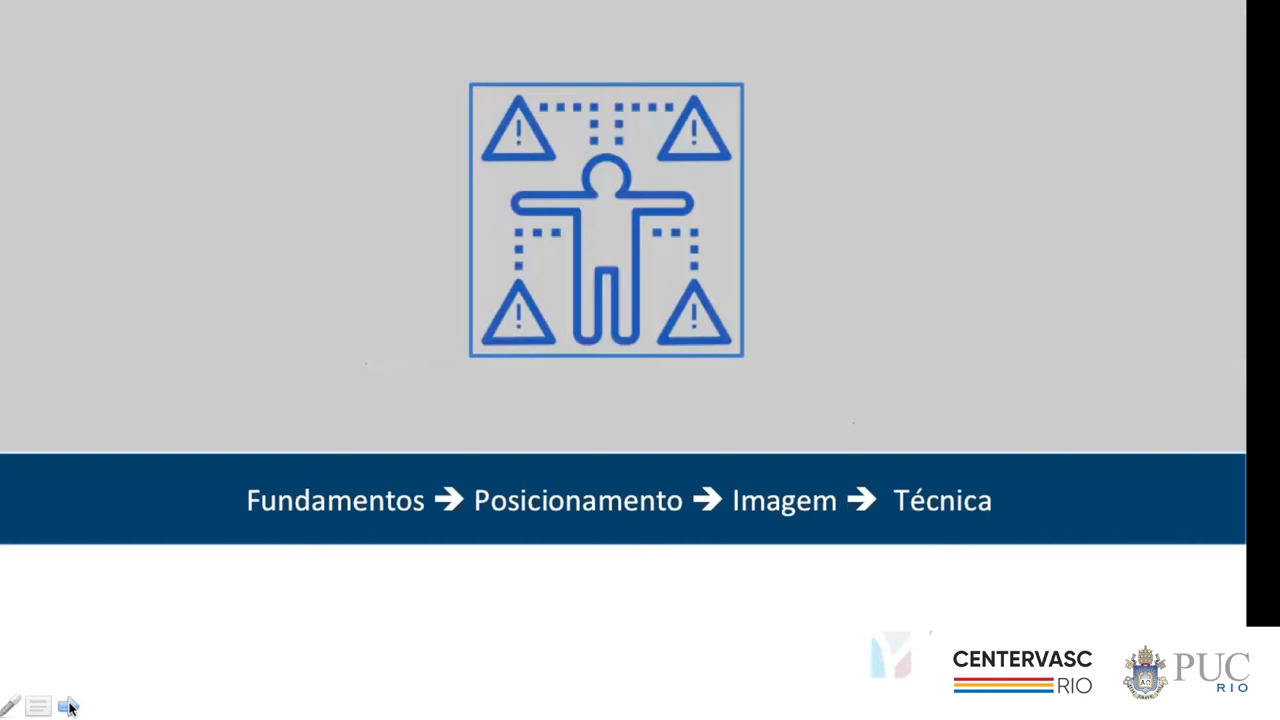 Fundamentos ➔ Posicionamento ➔ Imagem ➔ Técnica
CENTERVASC
RIO
PUC
RIO